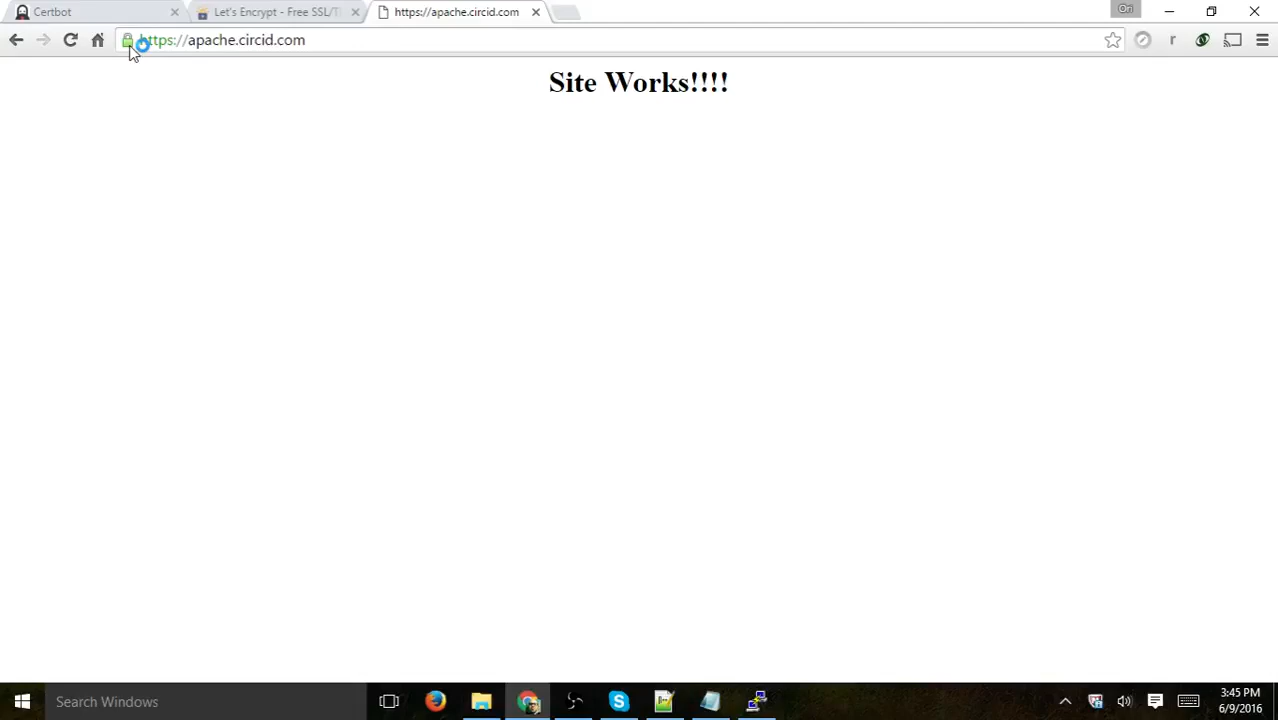 Certbot
Let's Encrypt - Free SSL/T
https://apache.circid.com
On
https://apache.circid.com
r
Site Works!!!!
Search Windows
3:45 PM
6/9/2016